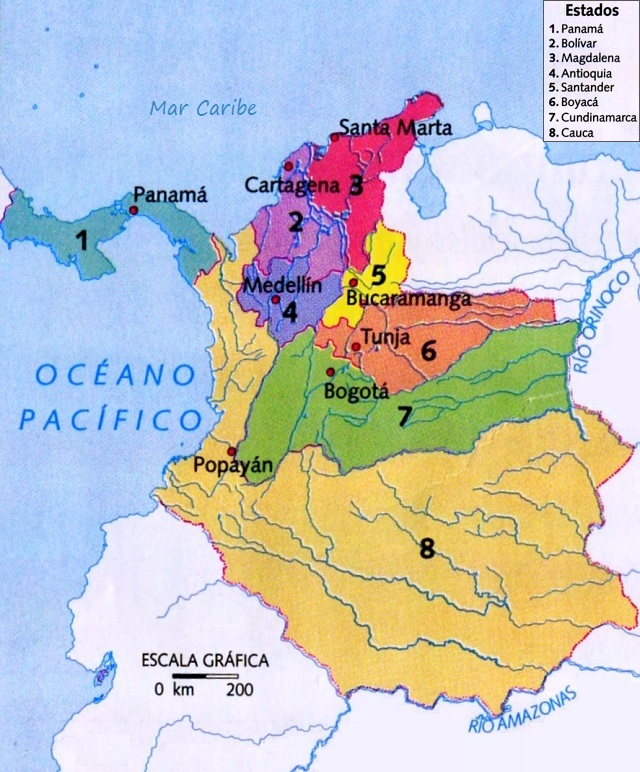 Estados
1. Panamá
2. Bolívar
3. Magdalena
4. Antioquia
5. Santander
6. Boyacá
7. Cundinamarca
8. Cauca
Mar Caribe
Santa Marta
Cartagena
3
Panamá
1
2
5
Medellín
4
Bucaramanga
RÍO ORINOCO
Tunja
6
Bogotá
OCÉANO
PACÍFICO
7
Popayán
8
ESCALA GRÁFICA
0 km 200
RÍO AMAZONAS